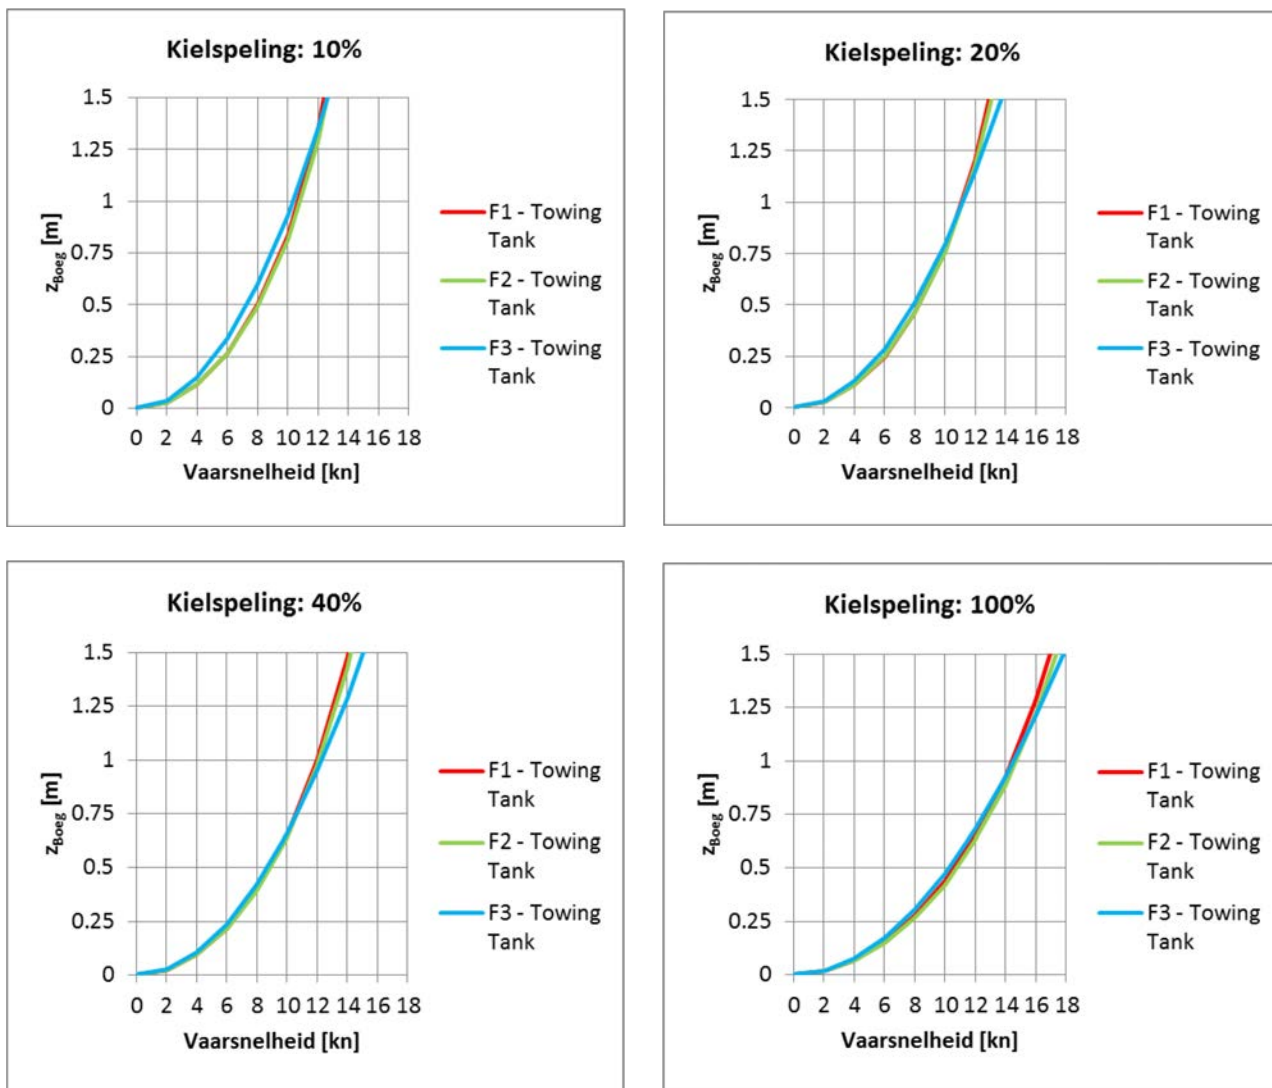 Kielspeling: 10%
1.5
1.25
1
0.75
0.5
0.25
0
zBoeg [m]
0 2 4 6 8 10 12 14 16 18
Vaarsnelheid [kn]
F1 - Towing
Tank
F2 - Towing
Tank
F3 - Towing
Tank
Kielspeling: 20%
1.5
1.25
1
0.75
0.5
0.25
0
zBoeg [m]
0 2 4 6 8 10 12 14 16 18
Vaarsnelheid [kn]
F1 - Towing
Tank
F2 - Towing
Tank
F3 - Towing
Tank
Kielspeling: 40%
1.5
1.25
1
0.75
0.5
0.25
0
zBoeg [m]
0 2 4 6 8 10 12 14 16 18
Vaarsnelheid [kn]
F1 - Towing
Tank
F2 - Towing
Tank
F3 - Towing
Tank
Kielspeling: 100%
1.5
1.25
1
0.75
0.5
0.25
0
zBoeg [m]
0 2 4 6 8 10 12 14 16 18
Vaarsnelheid [kn]
F1 - Towing
Tank
F2 - Towing
Tank
F3 - Towing
Tank